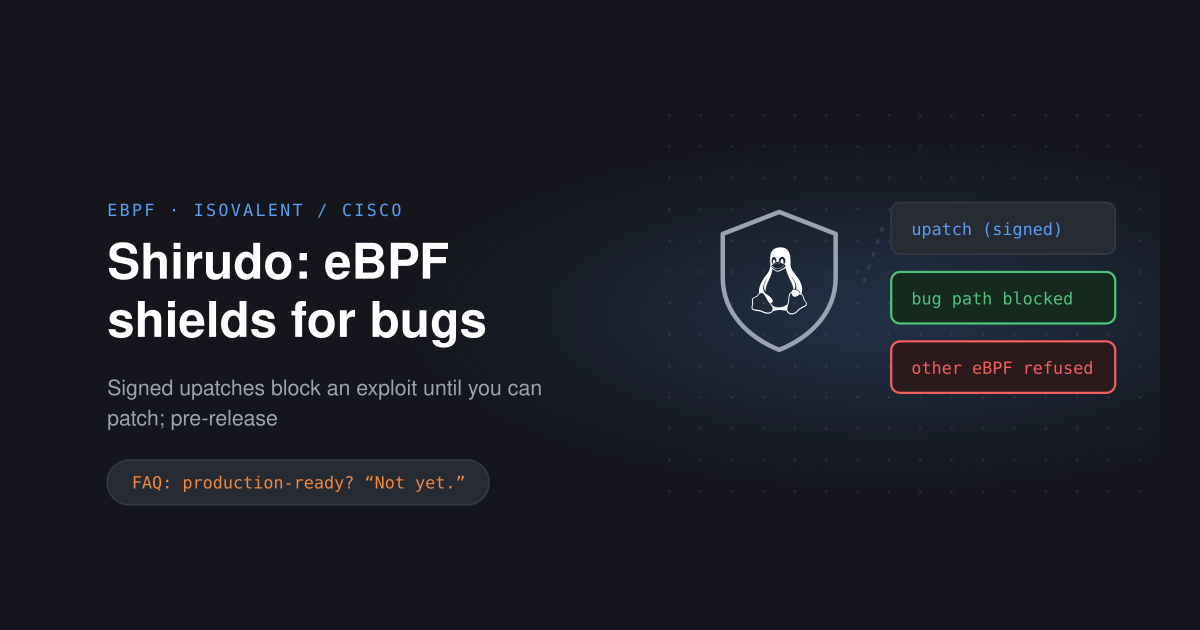 EBPF · ISOVALENT / CISCO
Shirudo: eBPF
shields for bugs
Signed upatches block an exploit until you can
patch; pre-release
FAQ: production-ready? “Not yet.”
upatch (signed)
bug path blocked
other eBPF refused